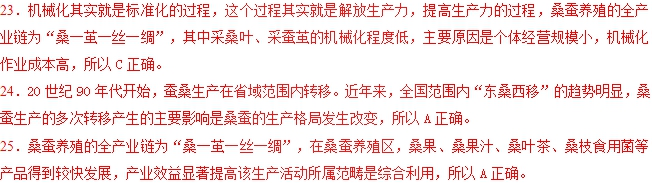 23．机械化其实就是标准化的过程，这个过程其实就是解放生产力，提高生产力的过程，桑蚕养殖的全产
业链为“桑一茧一丝一绸”，其中采桑叶、采蚕茧的机械化程度低，主要原因是个体经营规模小，机械化
作业成本高，所以 C 正确。
24．20 世纪 90 年代开始，蚕桑生产在省域范围内转移。近年来，全国范围内“东桑西移”的趋势明显，桑
蚕生产的多次转移产生的主要影响是桑蚕的生产格局发生改变，所以 A 正确。
25．桑蚕养殖的全产业链为“桑一茧一丝一绸”，在桑蚕养殖区，桑果、桑果汁、桑叶茶、桑枝食用菌等
产品得到较快发展，产业效益显著提高该生产活动所属范畴是综合利用，所以 A 正确。